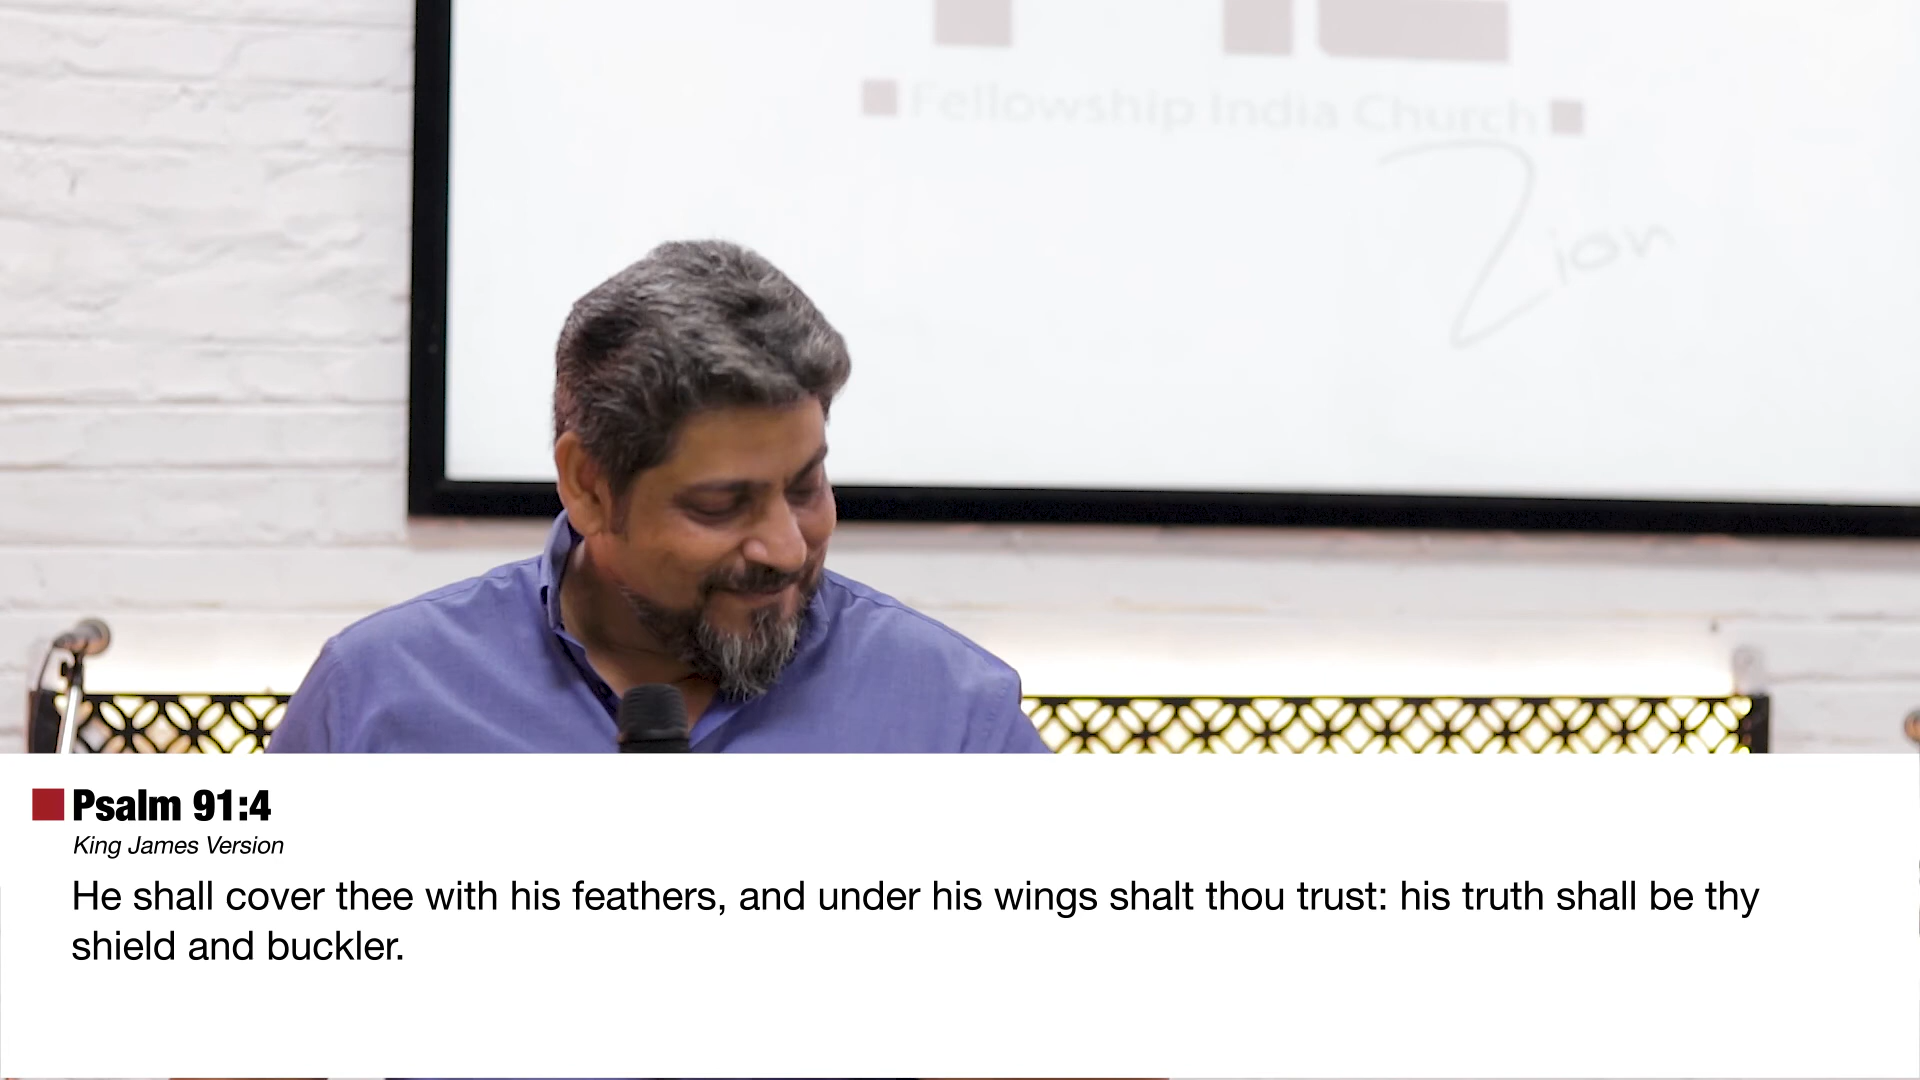 Fellowship India Church
Zion
Psalm 91:4
King James Version
He shall cover thee with his feathers, and under his wings shalt thou trust: his truth shall be thy
shield and buckler.